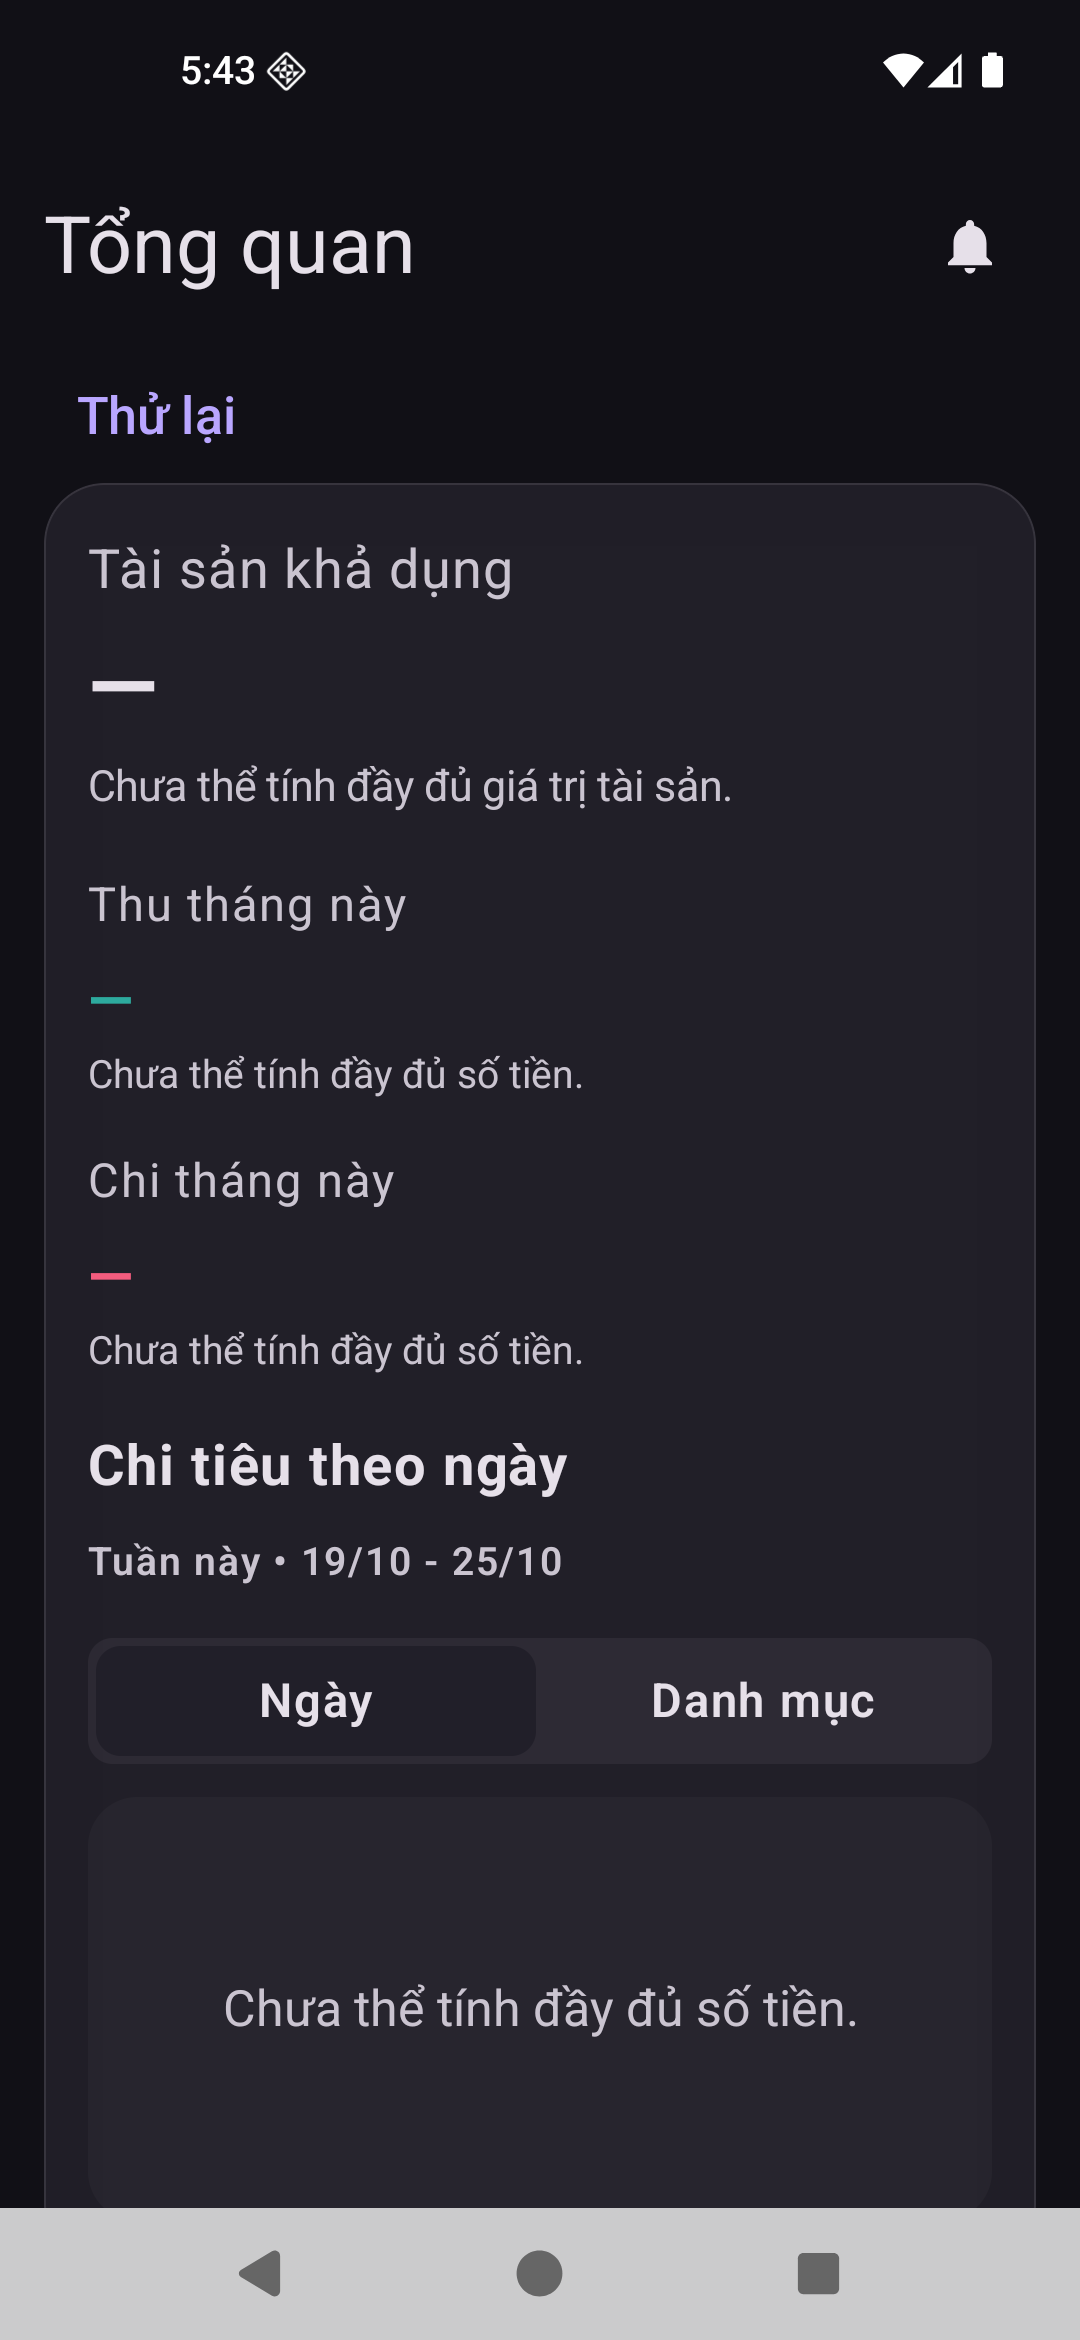 5:43
Tổng quan
Thử lại
Tài sản khả dụng
—
Chưa thể tính đầy đủ giá trị tài sản.
Thu tháng này
—
Chưa thể tính đầy đủ số tiền.
Chi tháng này
—
Chưa thể tính đầy đủ số tiền.
Chi tiêu theo ngày
Tuần này • 19/10 - 25/10
Ngày
Danh mục
Chưa thể tính đầy đủ số tiền.